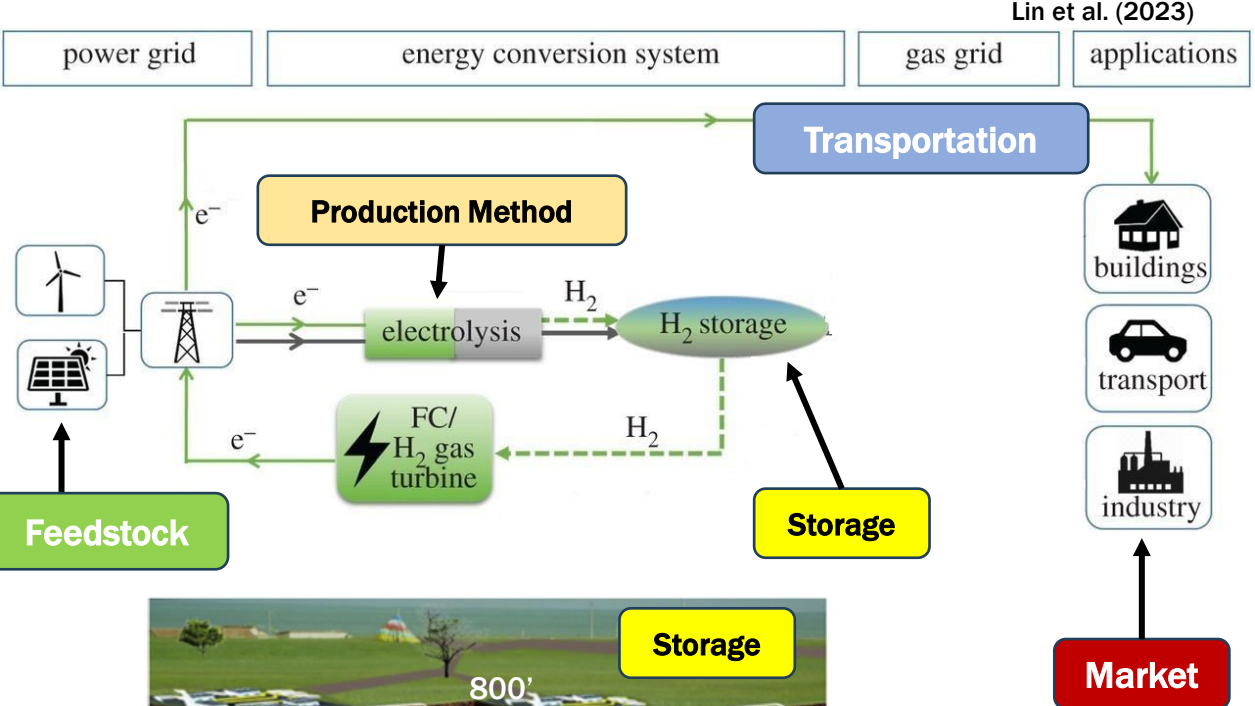 Lin et al. (2023)
power grid
energy conversion system
gas grid
applications
Transportation
Production Method
e⁻
buildings
e⁻
H₂
electrolysis
H₂ storage
transport
FC/
H₂ gas
turbine
e⁻
H₂
industry
Feedstock
Storage
Storage
Market
800’